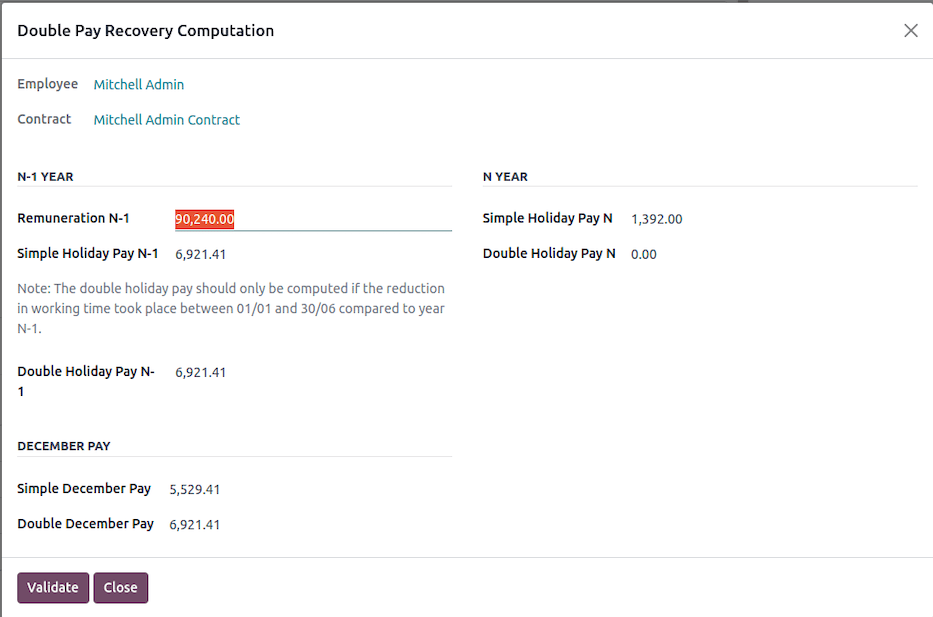 Double Pay Recovery Computation
Employee Mitchell Admin
Contract Mitchell Admin Contract
N-1 YEAR
Remuneration N-1 90,240.00
Simple Holiday Pay N-1 6,921.41
Note: The double holiday pay should only be computed if the reduction
in working time took place between 01/01 and 30/06 compared to year
N-1.
Double Holiday Pay N-
1 6,921.41
N YEAR
Simple Holiday Pay N 1,392.00
Double Holiday Pay N 0.00
DECEMBER PAY
Simple December Pay 5,529.41
Double December Pay 6,921.41
Validate Close